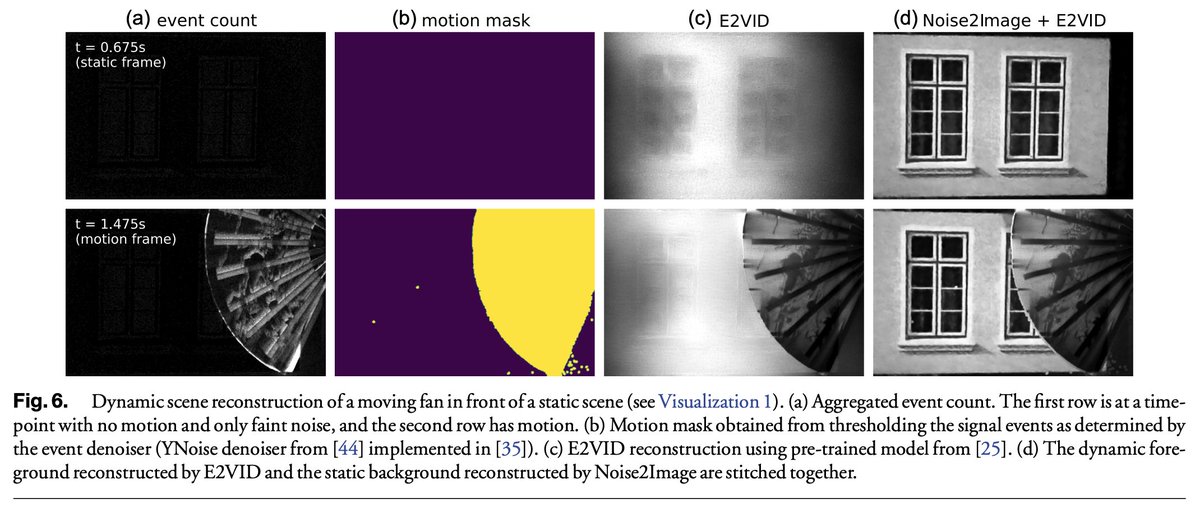 (a) event count (b) motion mask (c) E2VID (d) Noise2Image + E2VID
t = 0.675s
(static frame)
t = 1.475s
(motion frame)
Fig. 6. Dynamic scene reconstruction of a moving fan in front of a static scene (see Visualization 1). (a) Aggregated event count. The first row is at a time-
point with no motion and only faint noise, and the second row has motion. (b) Motion mask obtained from thresholding the signal events as determined by
the event denoiser (YNoise denoiser from [44] implemented in [35]). (c) E2VID reconstruction using pre-trained model from [25]. (d) The dynamic fore-
ground reconstructed by E2VID and the static background reconstructed by Noise2Image are stitched together.